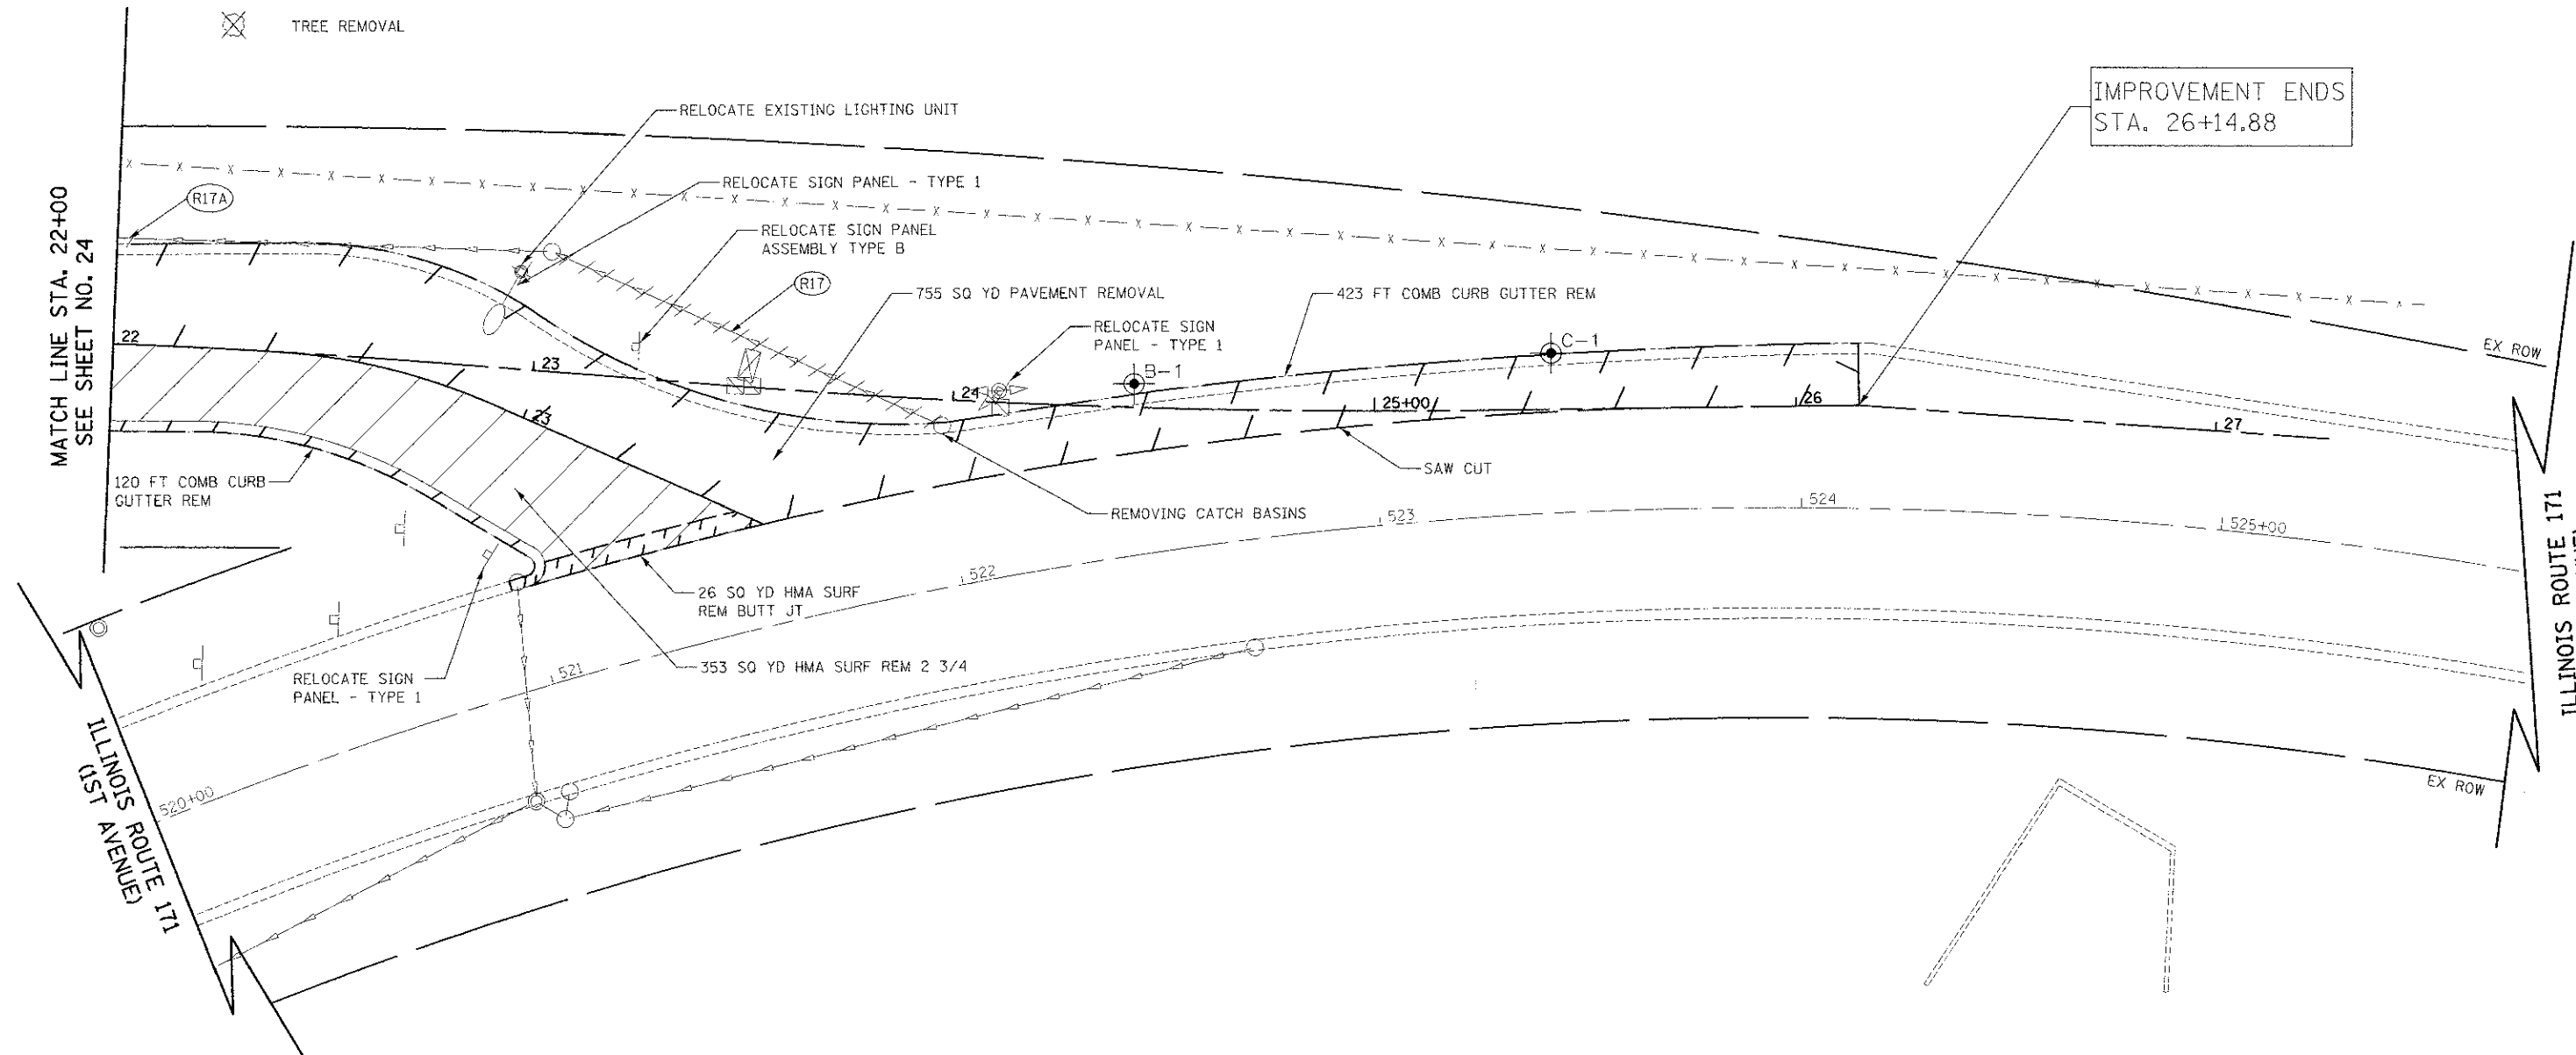 TREE REMOVAL
RELOCATE EXISTING LIGHTING UNIT
IMPROVEMENT ENDS
STA. 26+14.88
RELOCATE SIGN PANEL - TYPE 1
R17A
MATCH LINE STA. 22+00
SEE SHEET NO. 24
RELOCATE SIGN PANEL
ASSEMBLY TYPE B
R17
755 SQ YD PAVEMENT REMOVAL
423 FT COMB CURB GUTTER REM
RELOCATE SIGN
PANEL - TYPE 1
C-1
B-1
EX ROW
22
23
24
25+00
26
27
23
120 FT COMB CURB
GUTTER REM
SAW CUT
REMOVING CATCH BASINS
524
523
525+00
522
521
520+00
26 SQ YD HMA SURF
REM BUTT JT
353 SQ YD HMA SURF REM 2 3/4
RELOCATE SIGN
PANEL - TYPE 1
ILLINOIS ROUTE 171
(1ST AVENUE)
ILLINOIS ROUTE 171
EX ROW